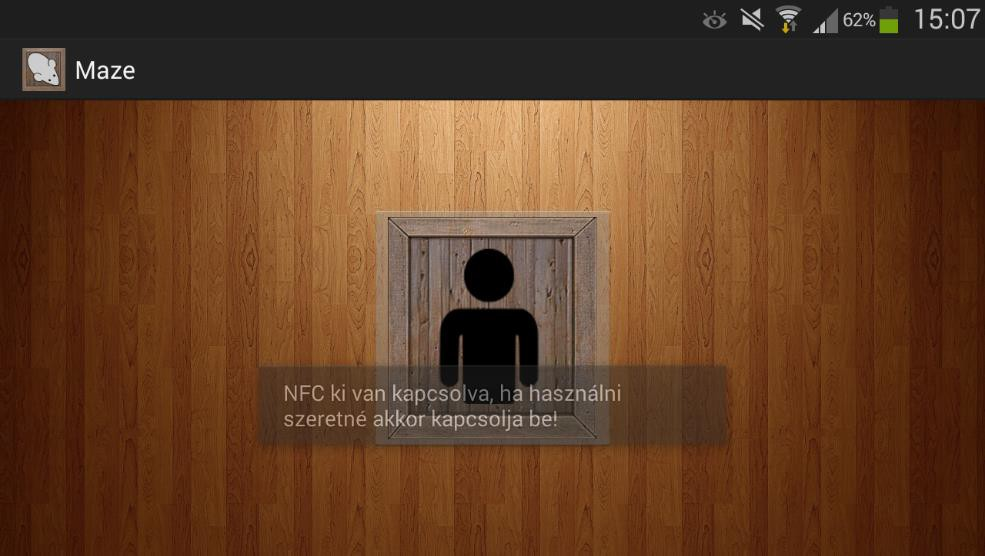 62% 15:07
Maze
NFC ki van kapcsolva, ha használni
szeretné akkor kapcsolja be!